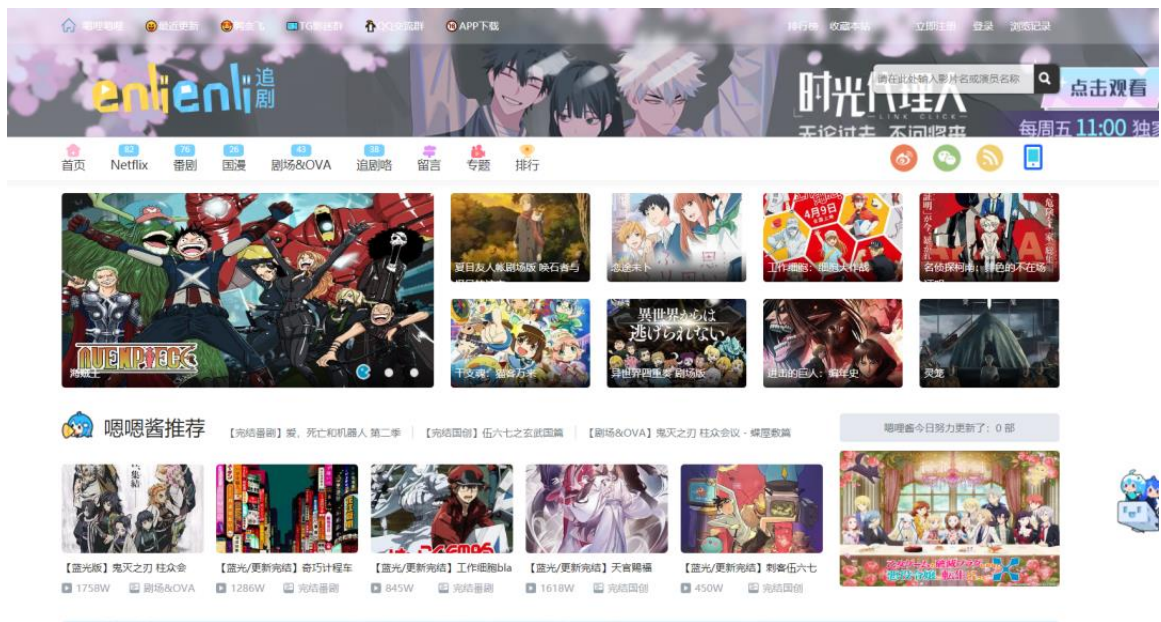 嗯哩嗯哩 最近更新 TG嗯妹群 QQ交流群 APP下载 排行榜 收藏本站 立即注册 登录 浏览记录
enlienli 追剧
时光代理人
请在此处输入影片名或演员名称
LINK CLICK
点击观看
无论过去 不问将来
每周五 11:00 独家
82 76 26 43 38
首页 Netflix 番剧 国漫 剧场&OVA 追剧咯 留言 专题 排行
海贼王
夏目友人帐剧场版 唤石者与
恋途未卜
4月9日
工作细胞：细胞大作战
名侦探柯南：绯色的不在场
干支魂：猫客万来
異世界からは
逃げられない
异世界四重奏 剧场版
进击的巨人：编年史
灵笼
嗯嗯酱推荐
【完结番剧】爱，死亡和机器人 第二季
【完结国创】伍六七之玄武国篇
【剧场&OVA】鬼灭之刃 柱众会议・蝶屋敷篇
嗯哩酱今日努力更新了：0 部
【蓝光版】鬼灭之刃 柱众会
【蓝光/更新完结】奇巧计程车
【蓝光/更新完结】工作细胞bla
【蓝光/更新完结】天官赐福
【蓝光/更新完结】刺客伍六七
1758W 剧场&OVA
1286W 完结番剧
845W 完结番剧
1618W 完结国创
450W 完结国创